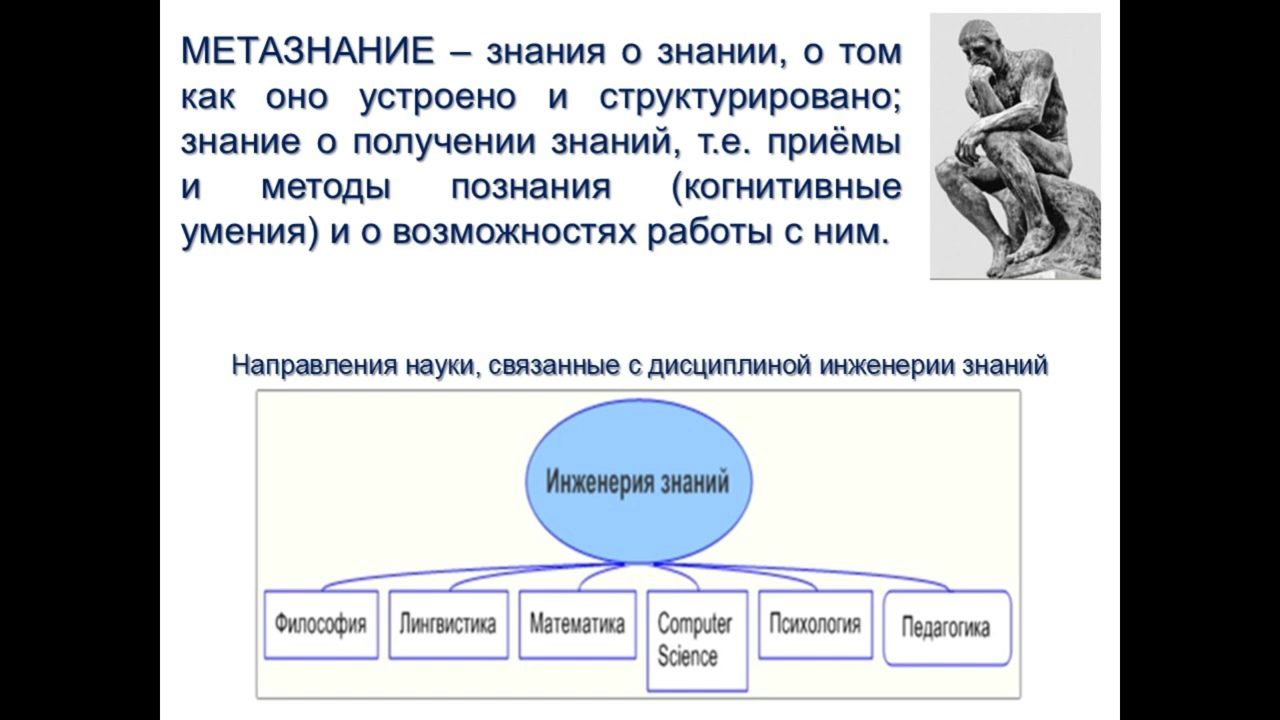 МЕТАЗНАНИЕ – знания о знании, о том
как оно устроено и структурировано;
знание о получении знаний, т.е. приёмы
и методы познания (когнитивные
умения) и о возможностях работы с ним.
Направления науки, связанные с дисциплиной инженерии знаний
Инженерия знаний
Философия
Лингвистика
Математика
Computer
Science
Психология
Педагогика